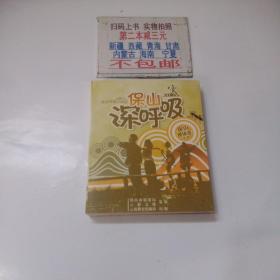 扫码上书 实物拍照
第二本减三元
新疆 西藏 青海 甘肃
内蒙古 海南 宁夏
不包邮
保山
深呼吸